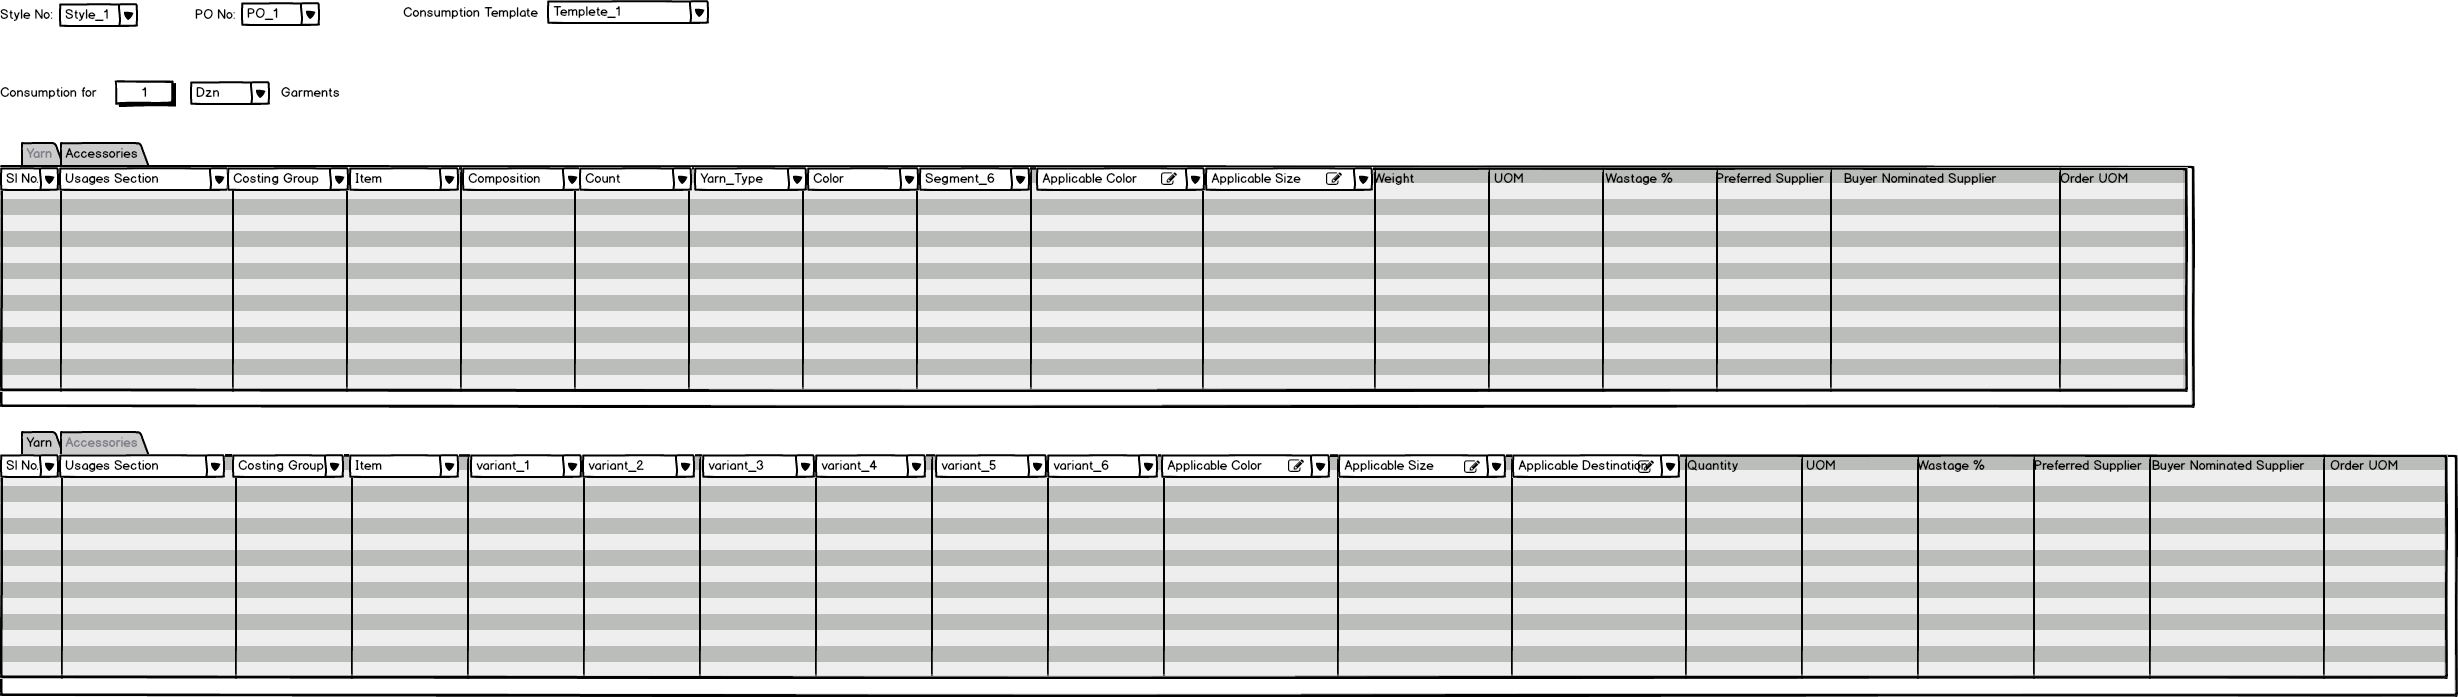 Style No: Style_1 PO No: PO_1 Consumption Template Templete_1
Consumption for 1 Dzn Garments
Yarn Accessories
Sl No. Usages Section Costing Group Item Composition Count Yarn_Type Color Segment_6 Applicable Color Applicable Size Weight UOM Wastage % Preferred Supplier Buyer Nominated Supplier Order UOM
Yarn Accessories
Sl No. Usages Section Costing Group Item variant_1 variant_2 variant_3 variant_4 variant_5 variant_6 Applicable Color Applicable Size Applicable Destination Quantity UOM Wastage % Preferred Supplier Buyer Nominated Supplier Order UOM